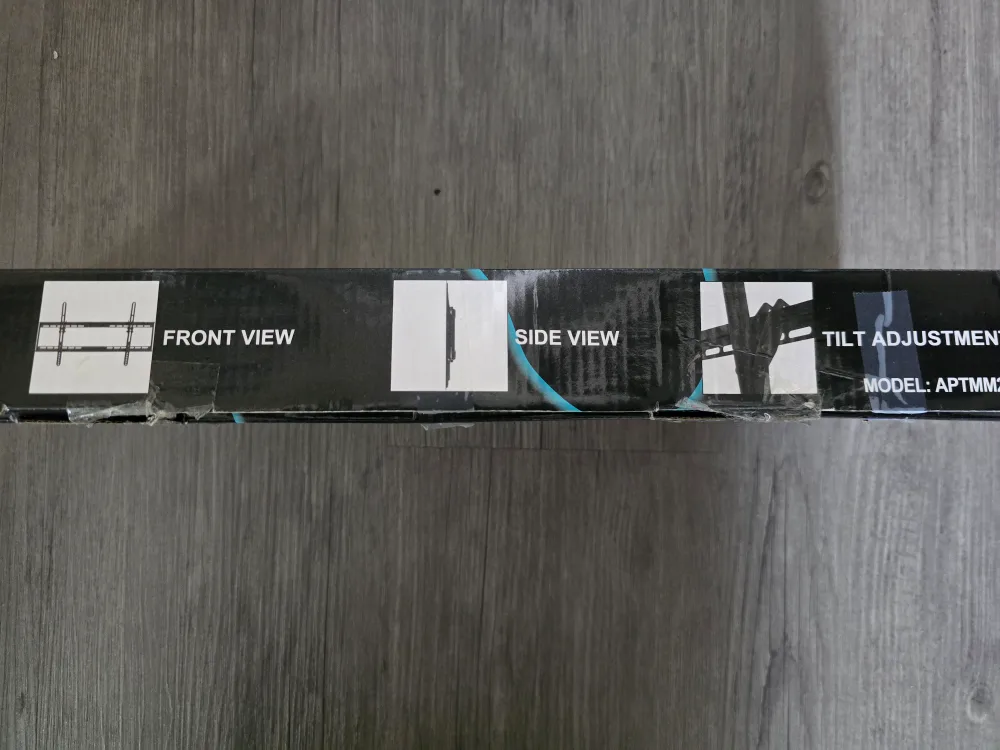 FRONT VIEW
SIDE VIEW
TILT ADJUSTMENT
MODEL: APTMM2